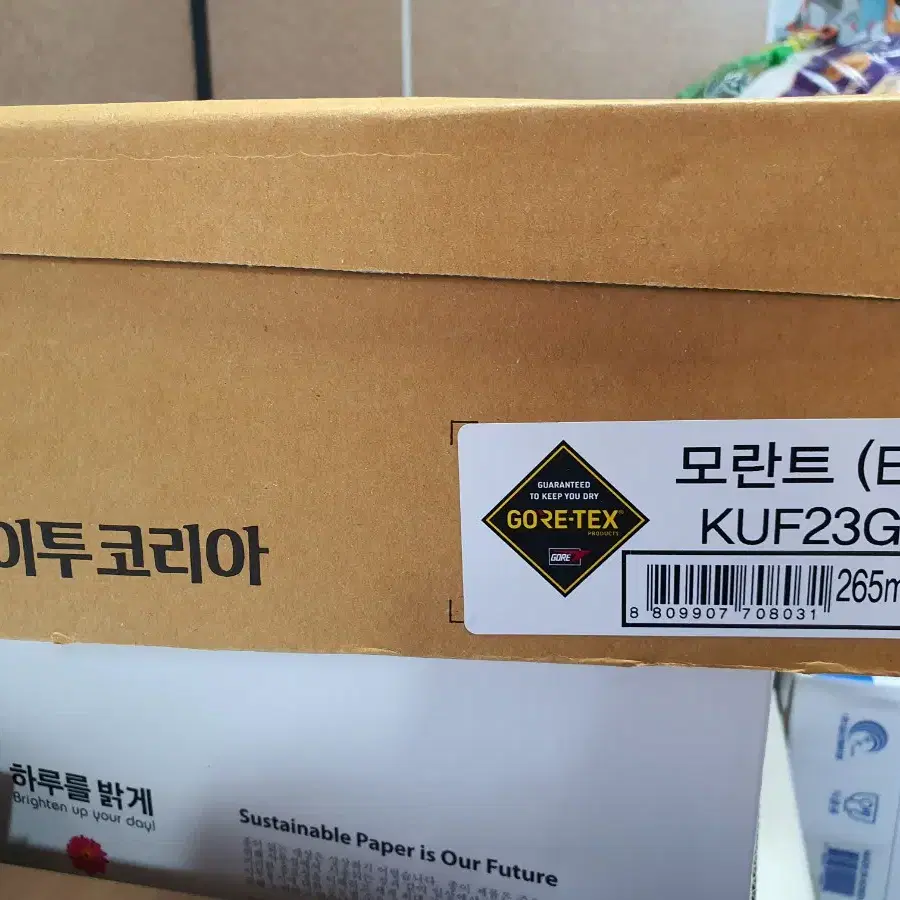 이투코리아
GUARANTEED
TO KEEP YOU DRY
GORE-TEX®
PRODUCTS
GORE
모란트 (E
KUF23G
265m
8 809907 708031
하루를 밝게
Brighten up your day!
Sustainable Paper is Our Future